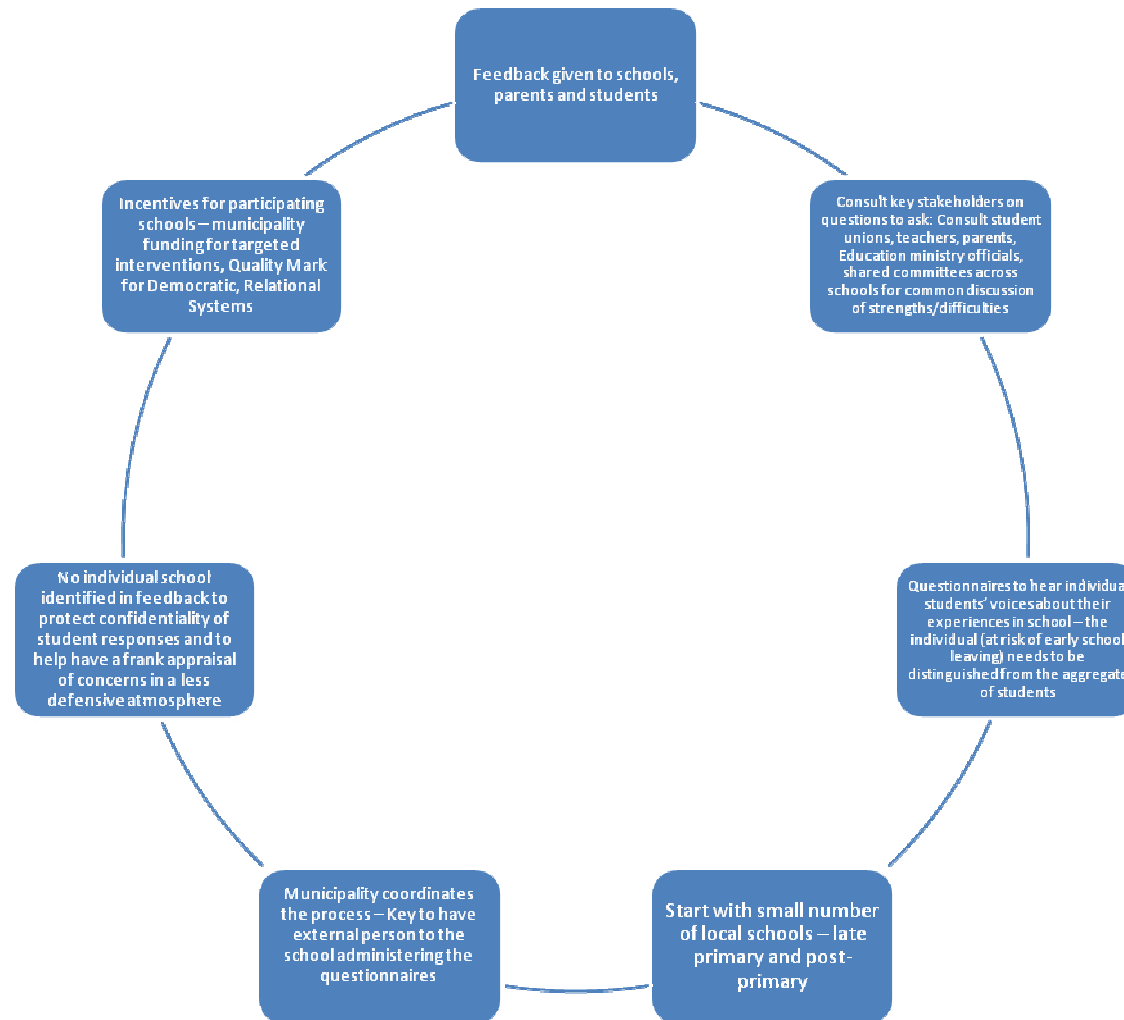 Feedback given to schools,
parents and students
Consult key stakeholders on
questions to ask: Consult student
unions, teachers, parents,
Education ministry officials,
shared committees across
schools for common discussion
of strengths/difficulties
Questionnaires to hear individua
students' voices about their
experiences in school – the
individual (at risk of early school
leaving) needs to be
distinguished from the aggregate
of students
Start with small number
of local schools – late
primary and post-
primary
Municipality coordinates
the process – Key to have
external person to the
school administering the
questionnaires
No individual school
identified in feedback to
protect confidentiality of
student responses and to
help have a frank appraisal
of concerns in a less
defensive atmosphere
Incentives for participating
schools – municipality
funding for targeted
interventions, Quality Mark
for Democratic, Relational
Systems